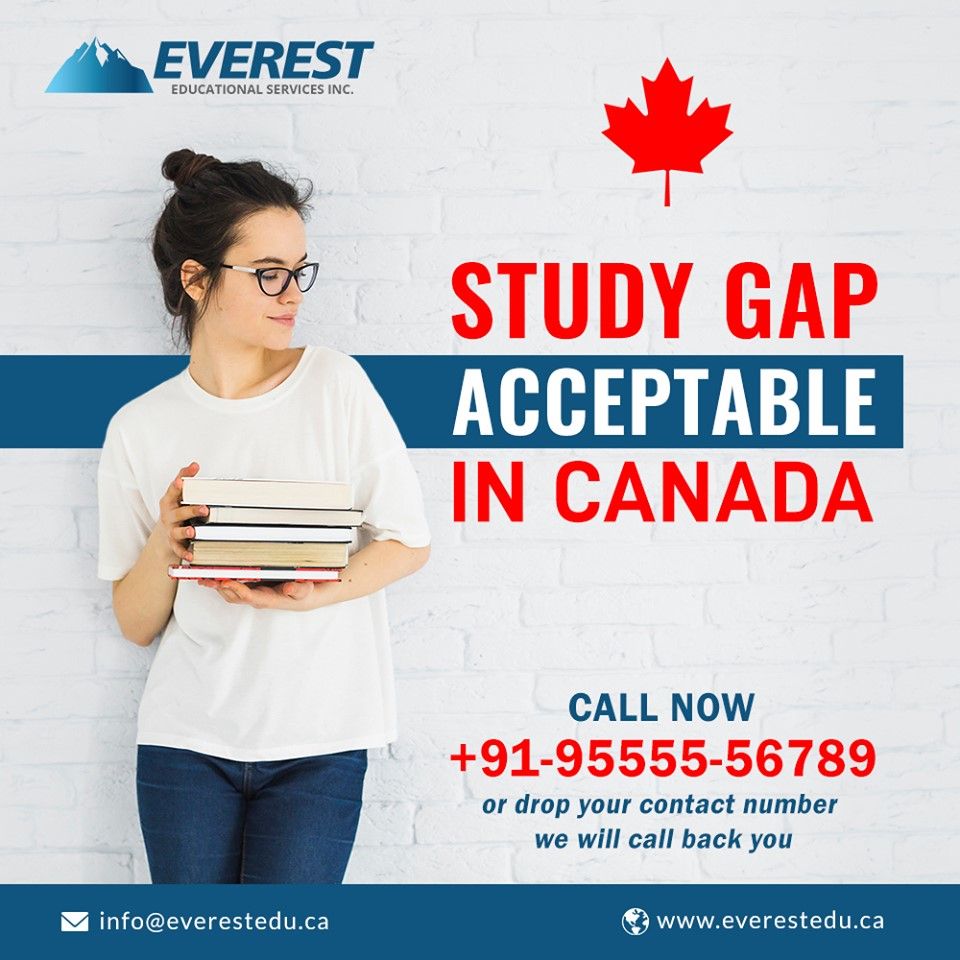 EVEREST
EDUCATIONAL SERVICES INC.
STUDY GAP
ACCEPTABLE
IN CANADA
CALL NOW
+91-95555-56789
or drop your contact number
we will call back you
info@everestedu.ca
www.everestedu.ca